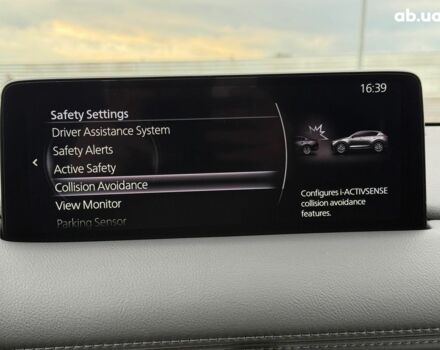 ab.ua
16:39
Safety Settings
Driver Assistance System
Safety Alerts
Active Safety
Collision Avoidance
View Monitor
Parking Sensor
Configures i-ACTIVSENSE
collision avoidance
features.